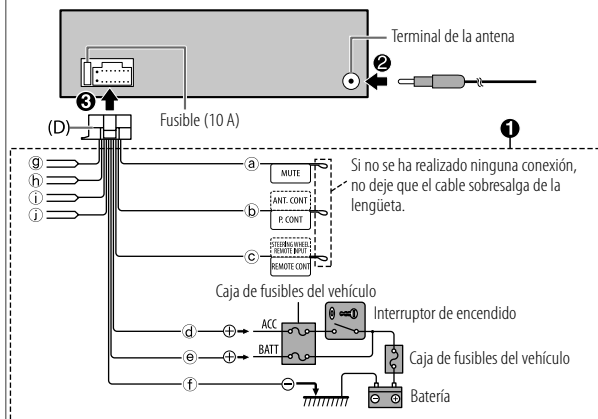 Terminal de la antena
❷
❸
Fusible (10 A)
(D)
❶
ⓖ
ⓗ
ⓘ
ⓙ
ⓐ
MUTE
Si no se ha realizado ninguna conexión,
no deje que el cable sobresalga de la
lengüeta.
ⓑ
ANT. CONT
P. CONT
ⓒ
STEERING WHEEL
REMOTE INPUT
REMOTE CONT
Caja de fusibles del vehículo
Interruptor de encendido
ⓓ ⊕ ACC
ⓔ ⊕ BATT
Caja de fusibles del vehículo
ⓕ ⊖
Batería
⊖ ⊕